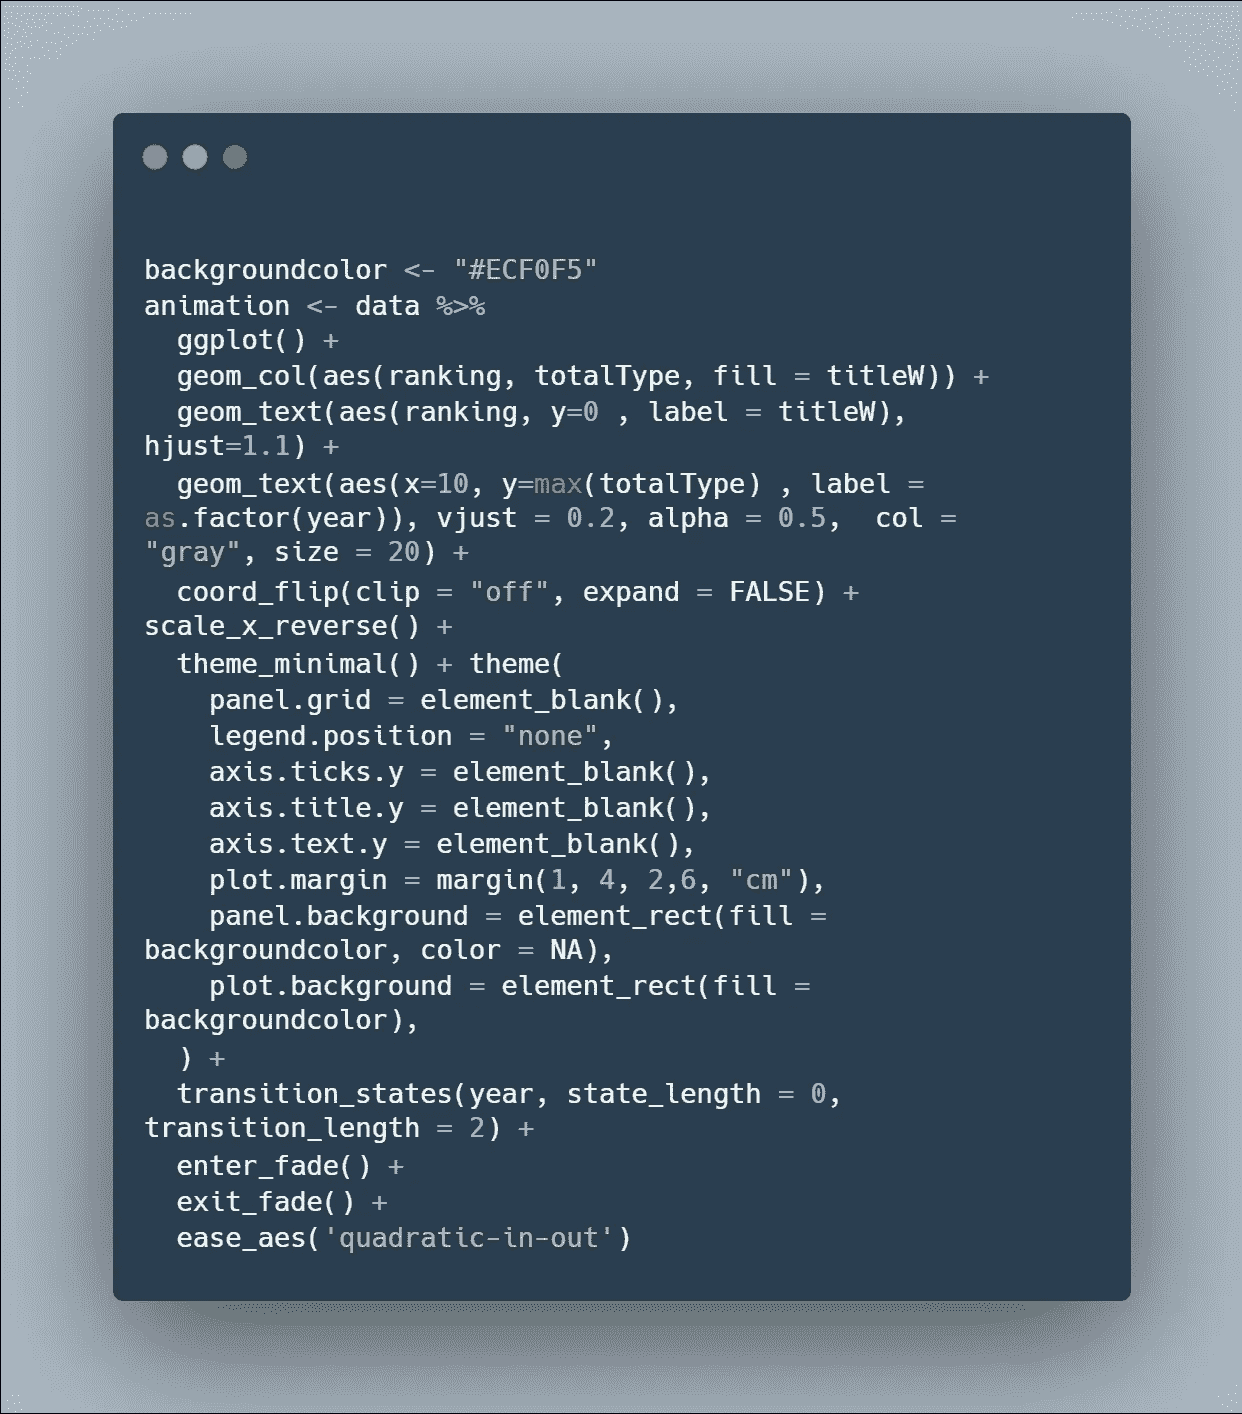 backgroundcolor <- "#ECF0F5"
animation <- data %>%
  ggplot() +
  geom_col(aes(ranking, totalType, fill = titleW)) +
  geom_text(aes(ranking, y=0 , label = titleW),
hjust=1.1) +
  geom_text(aes(x=10, y=max(totalType) , label =
as.factor(year)), vjust = 0.2, alpha = 0.5,  col =
"gray", size = 20) +
  coord_flip(clip = "off", expand = FALSE) +
scale_x_reverse() +
  theme_minimal() + theme(
    panel.grid = element_blank(),
    legend.position = "none",
    axis.ticks.y = element_blank(),
    axis.title.y = element_blank(),
    axis.text.y = element_blank(),
    plot.margin = margin(1, 4, 2,6, "cm"),
    panel.background = element_rect(fill =
backgroundcolor, color = NA),
    plot.background = element_rect(fill =
backgroundcolor),
  ) +
  transition_states(year, state_length = 0,
transition_length = 2) +
  enter_fade() +
  exit_fade() +
  ease_aes('quadratic-in-out')